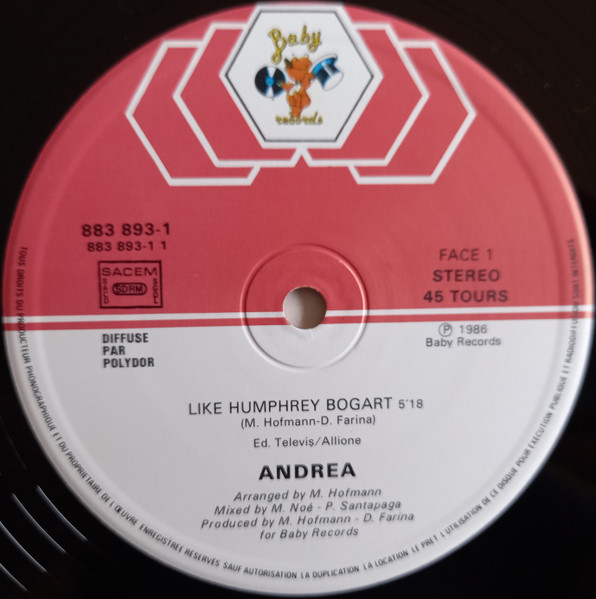 Baby
records
883 893-1
883 893-1 1
SACEM
SACD
SDRM
SGDL
FACE 1
STEREO
45 TOURS
DIFFUSE
PAR
POLYDOR
Ⓟ 1986
Baby Records
LIKE HUMPHREY BOGART 5'18
(M. Hofmann-D. Farina)
Ed. Televis/Allione
ANDREA
Arranged by M. Hofmann
Mixed by M. Noé - P. Santapaga
Produced by M. Hofmann - D. Farina
for Baby Records
TOUS DROITS DU PRODUCTEUR PHONOGRAPHIQUE ET DU PROPRIETAIRE DE L'ŒUVRE ENREGISTREE RESERVES SAUF AUTORISATION LA DUPLICATION LA LOCATION LE PRET L'UTILISATION DE CE DISQUE POUR EXECUTION PUBLIQUE ET RADIODIFFUSION SONT INTERDITS